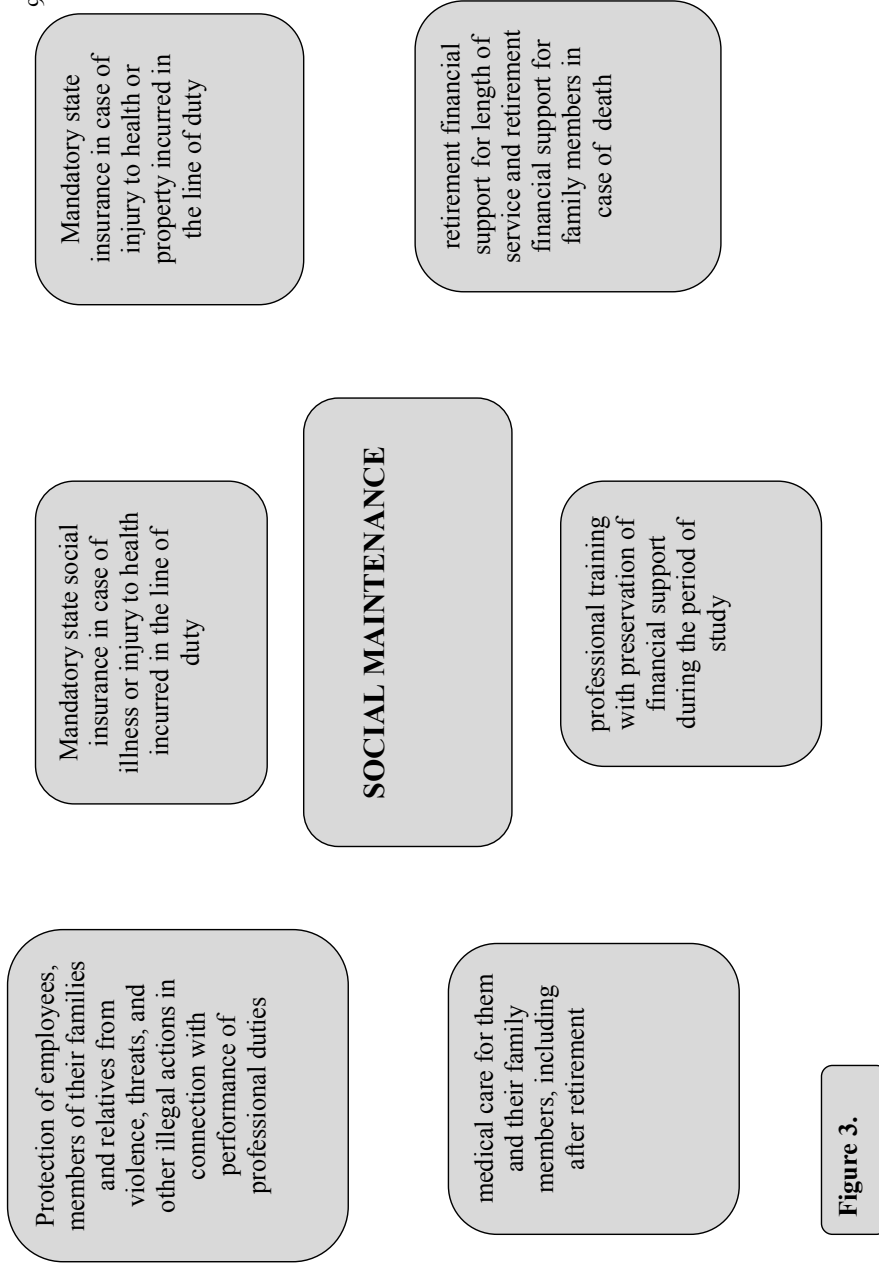 Protection of employees,
members of their families
and relatives from
violence, threats, and
other illegal actions in
connection with
performance of
professional duties
Mandatory state social
insurance in case of
illness or injury to health
incurred in the line of
duty
Mandatory state
insurance in case of
injury to health or
property incurred in
the line of duty
SOCIAL MAINTENANCE
medical care for them
and their family
members, including
after retirement
professional training
with preservation of
financial support
during the period of
study
retirement financial
support for length of
service and retirement
financial support for
family members in
case of death
Figure 3.